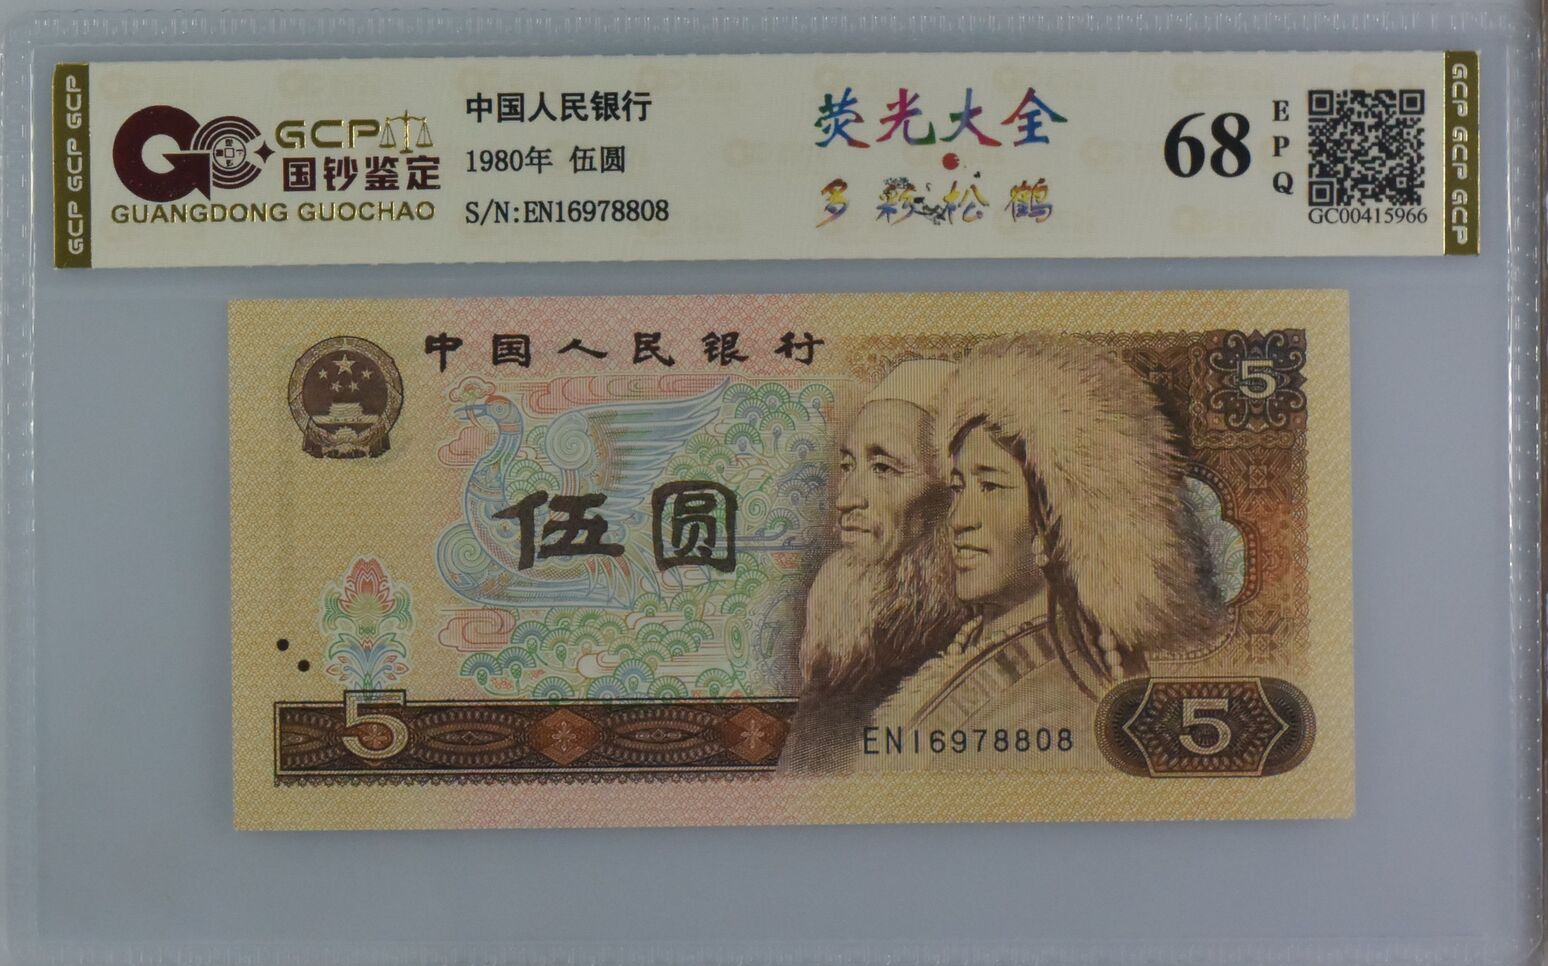 GCP GCP GCP
GCP
国钞鉴定
GUANGDONG GUOCHAO
中国人民银行
1980年 伍圆
S/N:EN16978808
荧光大全
多彩松鹤
68
EPQ
GC00415966
GCP GCP GCP
中国人民银行
5
伍圆
5
EN16978808
5